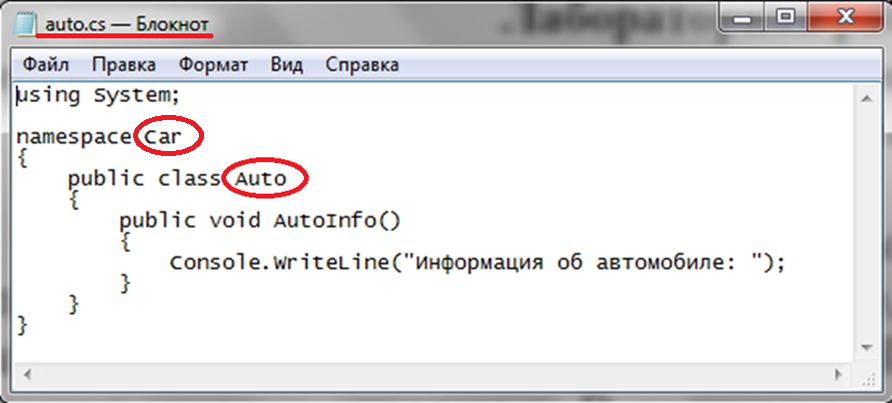 auto.cs — Блокнот
Файл Правка Формат Вид Справка
using System;
namespace Car
{
public class Auto
{
public void AutoInfo()
{
Console.WriteLine("Информация об автомобиле: ");
}
}
}